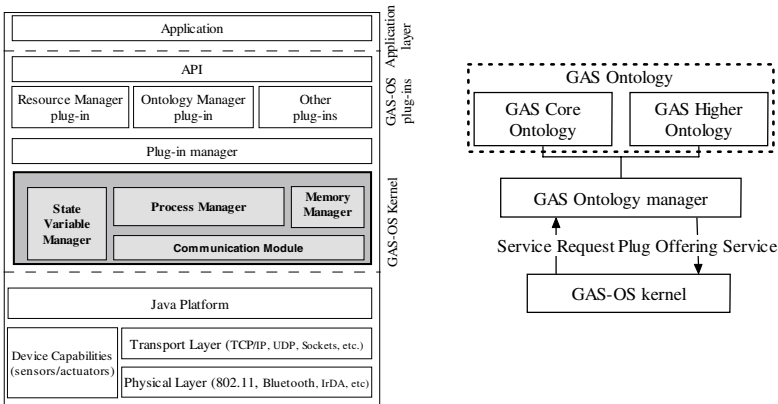 Application
Application
layer
API
Resource Manager
plug-in
Ontology Manager
plug-in
Other
plug-ins
GAS-OS
plug-ins
Plug-in manager
State
Variable
Manager
Process Manager
Memory
Manager
Communication Module
GAS-OS Kernel
Java Platform
Device Capabilities
(sensors/actuators)
Transport Layer (TCP/IP, UDP, Sockets, etc.)
Physical Layer (802.11, Bluetooth, IrDA, etc)
GAS Ontology
GAS Core
Ontology
GAS Higher
Ontology
GAS Ontology manager
Service Request
Plug Offering Service
GAS-OS kernel